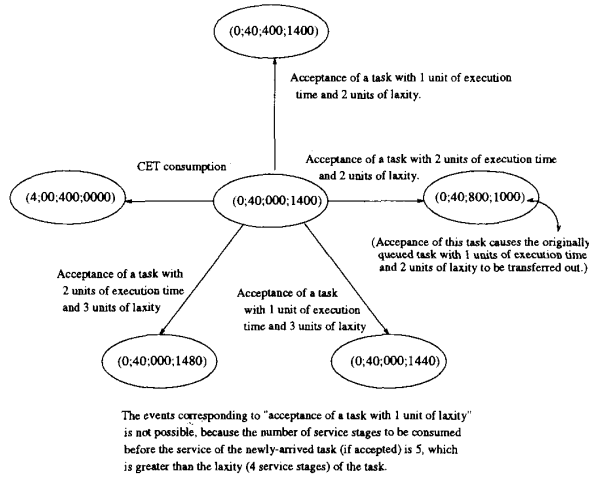 (0;40;400;1400)
Acceptance of a task with 1 unit of execution
time and 2 units of laxity.
CET consumption
Acceptance of a task with 2 units of execution time
and 2 units of laxity.
(4;00;400;0000)
(0;40;000;1400)
(0;40;800;1000)
(Accepance of this task causes the originally
queued task with 1 units of execution time
and 2 units of laxity to be transferred out.)
Acceptance of a task with
2 units of execution time
and 3 units of laxity
Acceptance of a task
with 1 unit of execution
time and 3 units of laxity
(0;40;000;1480)
(0;40;000;1440)
The events corresponding to "acceptance of a task with 1 unit of laxity"
is not possible, because the number of service stages to be consumed
before the service of the newly-arrived task (if accepted) is 5, which
is greater than the laxity (4 service stages) of the task.